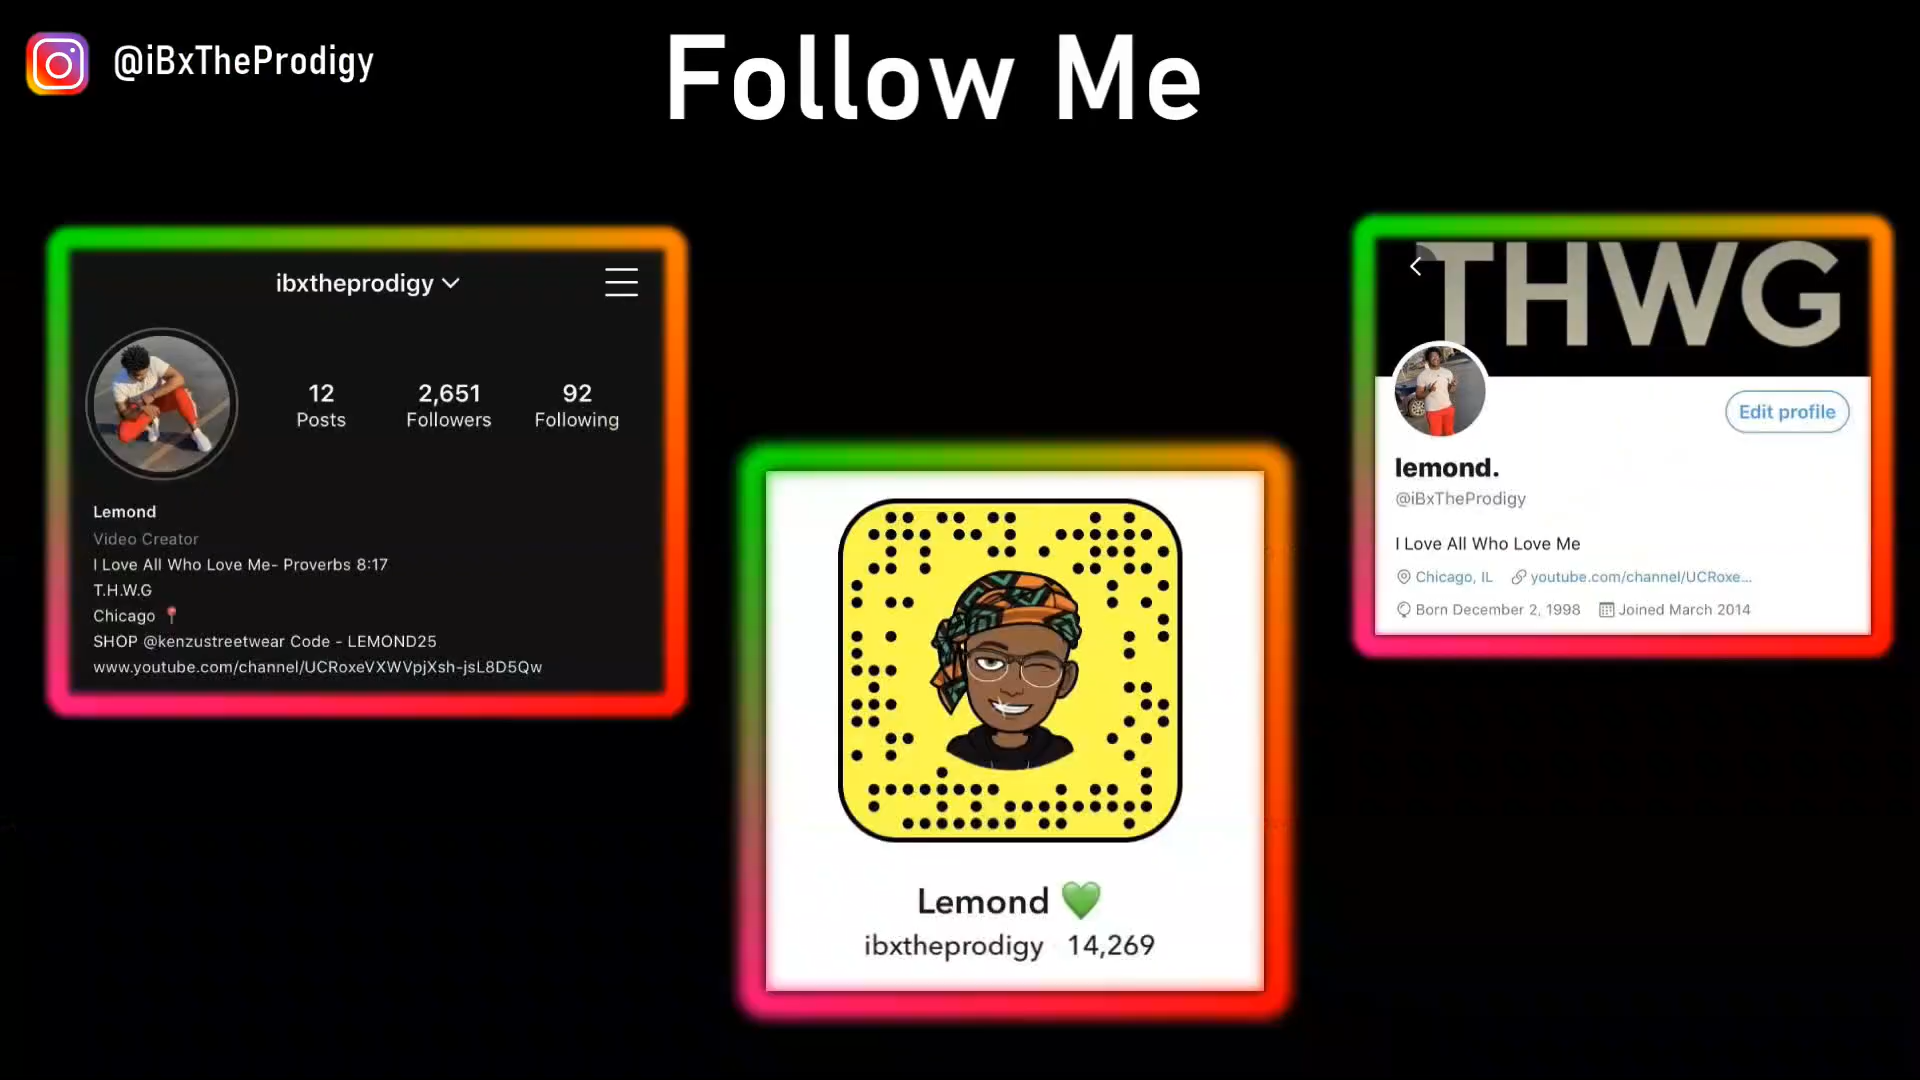 @iBxTheProdigy
Follow Me
ibxtheprodigy
12
Posts
2,651
Followers
92
Following
Lemond
Video Creator
I Love All Who Love Me- Proverbs 8:17
T.H.W.G
Chicago 📍
SHOP @kenzustreetwear Code - LEMOND25
www.youtube.com/channel/UCRoxeVXWVpjXsh-jsL8D5Qw
Lemond 💚
ibxtheprodigy 14,269
THWG
Edit profile
lemond.
@iBxTheProdigy
I Love All Who Love Me
Chicago, IL youtube.com/channel/UCRoxe...
Born December 2, 1998 Joined March 2014